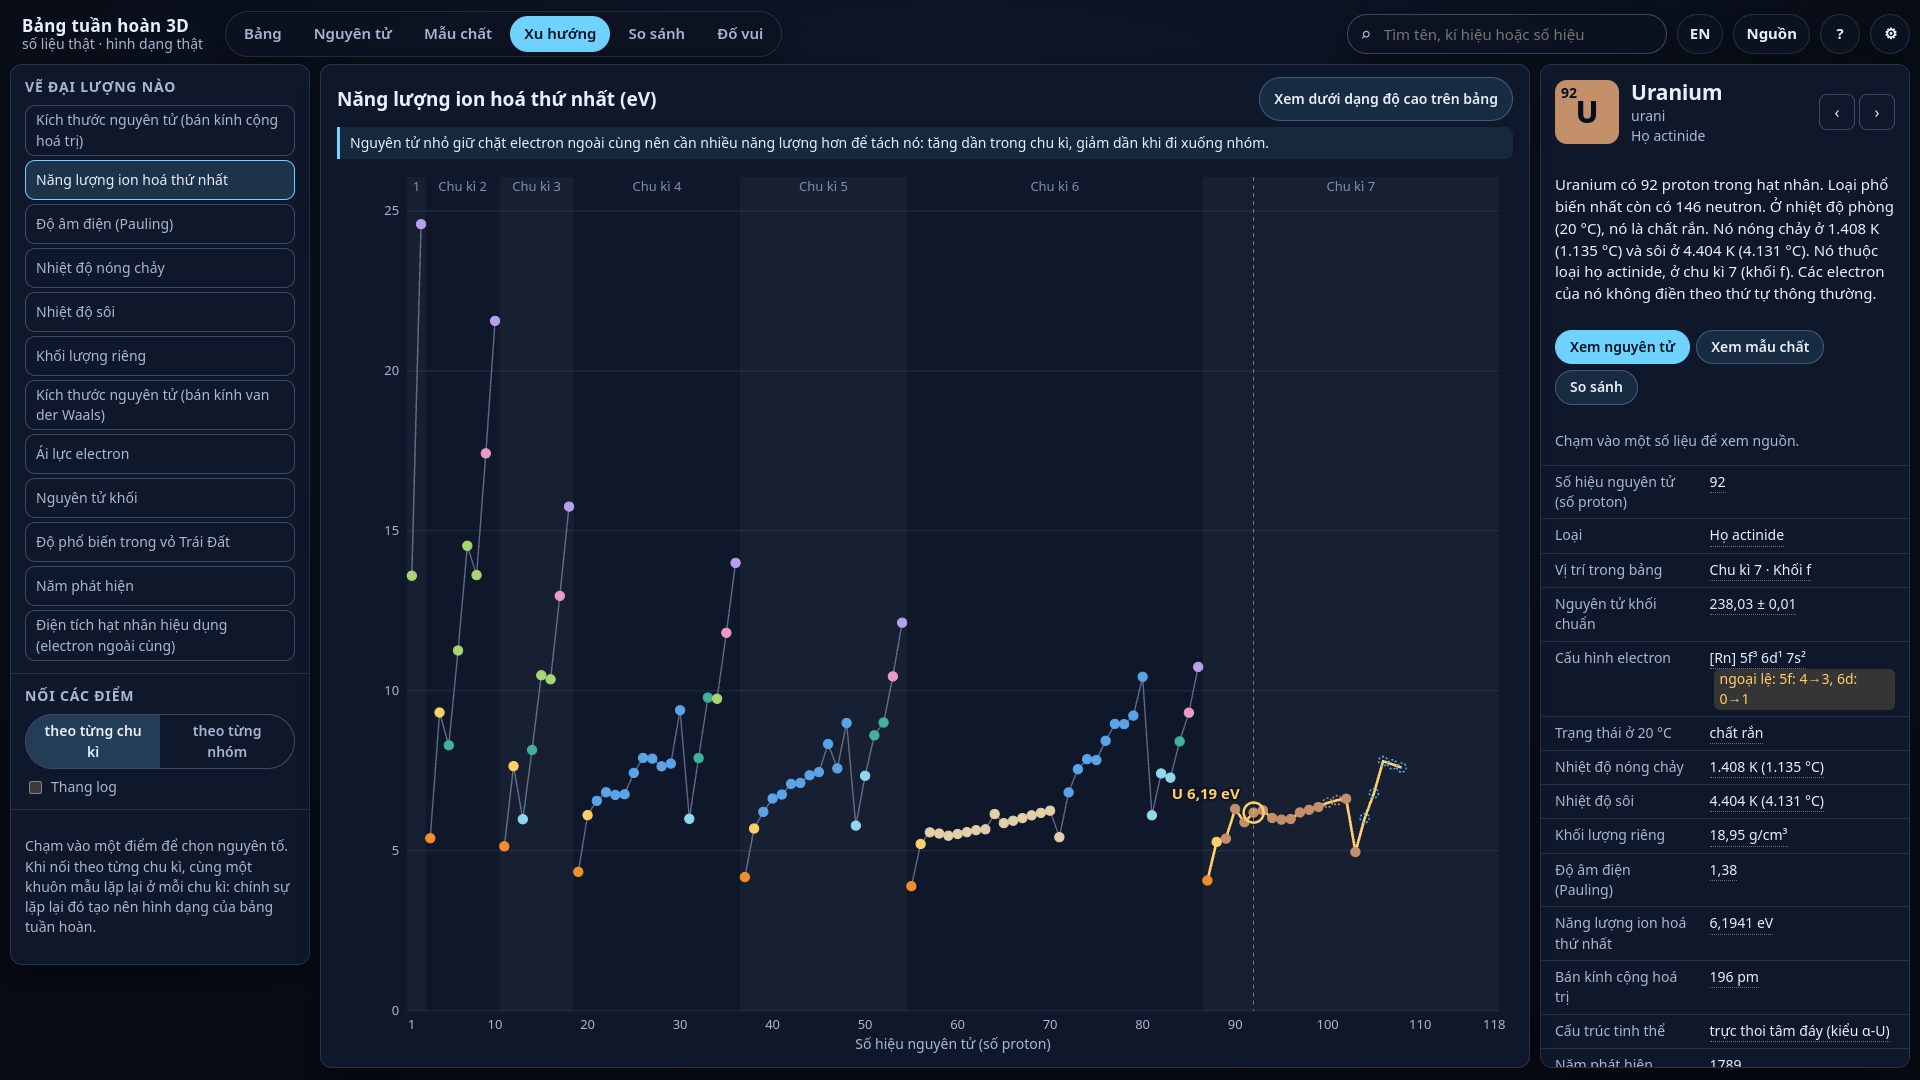 Bảng tuần hoàn 3D
số liệu thật · hình dạng thật
Bảng
Nguyên tử
Mẫu chất
Xu hướng
So sánh
Đố vui
Tìm tên, kí hiệu hoặc số hiệu
EN
Nguồn
?
VẼ ĐẠI LƯỢNG NÀO
Kích thước nguyên tử (bán kính cộng
hoá trị)
Năng lượng ion hoá thứ nhất
Độ âm điện (Pauling)
Nhiệt độ nóng chảy
Nhiệt độ sôi
Khối lượng riêng
Kích thước nguyên tử (bán kính van
der Waals)
Ái lực electron
Nguyên tử khối
Độ phổ biến trong vỏ Trái Đất
Năm phát hiện
Điện tích hạt nhân hiệu dụng
(electron ngoài cùng)
NỐI CÁC ĐIỂM
theo từng chu
kì
theo từng
nhóm
Thang log
Chạm vào một điểm để chọn nguyên tố.
Khi nối theo từng chu kì, cùng một
khuôn mẫu lặp lại ở mỗi chu kì: chính sự
lặp lại đó tạo nên hình dạng của bảng
tuần hoàn.
Năng lượng ion hoá thứ nhất (eV)
Xem dưới dạng độ cao trên bảng
Nguyên tử nhỏ giữ chặt electron ngoài cùng nên cần nhiều năng lượng hơn để tách nó: tăng dần trong chu kì, giảm dần khi đi xuống nhóm.
1
Chu kì 2
Chu kì 3
Chu kì 4
Chu kì 5
Chu kì 6
Chu kì 7
25
20
15
10
5
0
U 6,19 eV
1
10
20
30
40
50
60
70
80
90
100
110
118
Số hiệu nguyên tử (số proton)
92
U
Uranium
urani
Họ actinide
‹
›
Uranium có 92 proton trong hạt nhân. Loại phổ
biến nhất còn có 146 neutron. Ở nhiệt độ phòng
(20 °C), nó là chất rắn. Nó nóng chảy ở 1.408 K
(1.135 °C) và sôi ở 4.404 K (4.131 °C). Nó thuộc
loại họ actinide, ở chu kì 7 (khối f). Các electron
của nó không điền theo thứ tự thông thường.
Xem nguyên tử
Xem mẫu chất
So sánh
Chạm vào một số liệu để xem nguồn.
Số hiệu nguyên tử
(số proton)
92
Loại
Họ actinide
Vị trí trong bảng
Chu kì 7 · Khối f
Nguyên tử khối
chuẩn
238,03 ± 0,01
Cấu hình electron
[Rn] 5f³ 6d¹ 7s²
ngoại lệ: 5f: 4→3, 6d:
0→1
Trạng thái ở 20 °C
chất rắn
Nhiệt độ nóng chảy
1.408 K (1.135 °C)
Nhiệt độ sôi
4.404 K (4.131 °C)
Khối lượng riêng
18,95 g/cm³
Độ âm điện
(Pauling)
1,38
Năng lượng ion hoá
thứ nhất
6,1941 eV
Bán kính cộng hoá
trị
196 pm
Cấu trúc tinh thể
trực thoi tâm đáy (kiểu α-U)
Năm phát hiện
1789